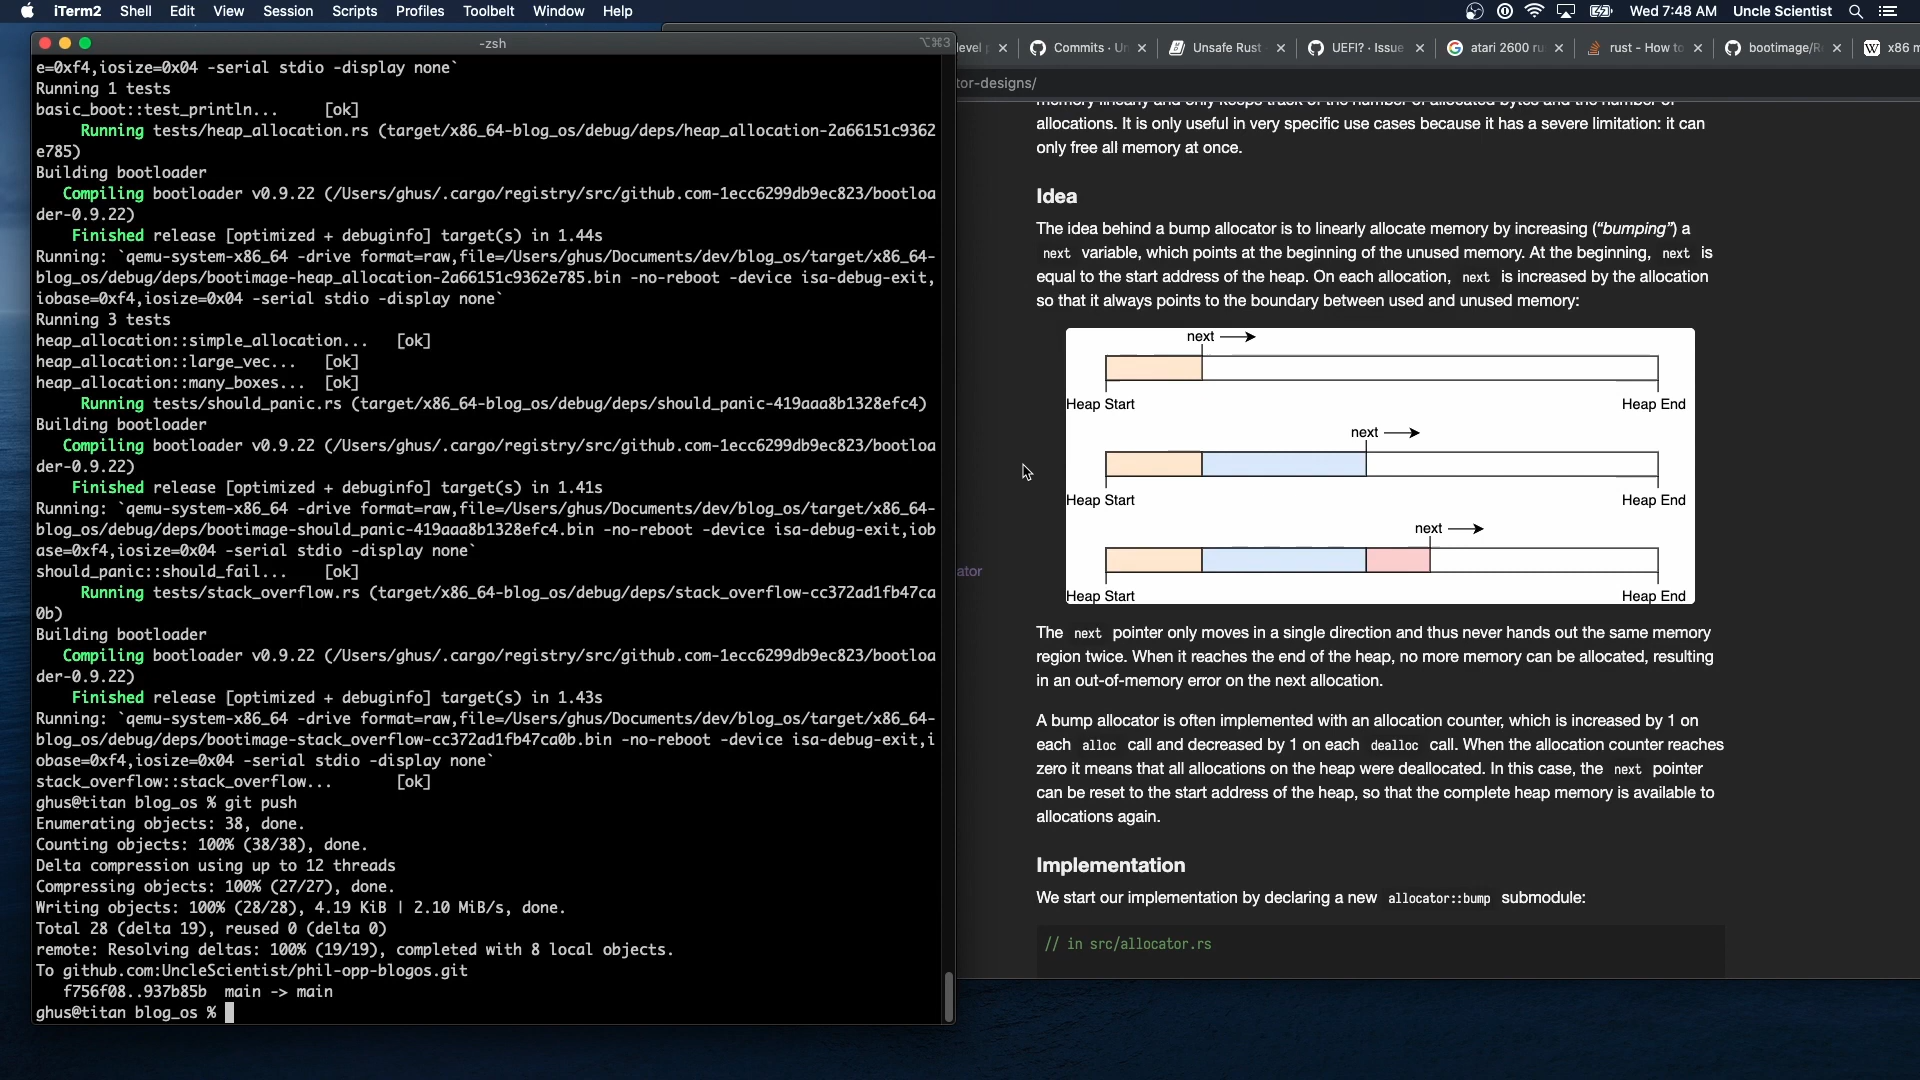 iTerm2 Shell Edit View Session Scripts Profiles Toolbelt Window Help Wed 7:48 AM Uncle Scientist
-zsh ⌥⌘3
e=0xf4,iosize=0x04 -serial stdio -display none`
Running 1 tests
basic_boot::test_println... [ok]
Running tests/heap_allocation.rs (target/x86_64-blog_os/debug/deps/heap_allocation-2a66151c9362
e785)
Building bootloader
Compiling bootloader v0.9.22 (/Users/ghus/.cargo/registry/src/github.com-1ecc6299db9ec823/bootloa
der-0.9.22)
Finished release [optimized + debuginfo] target(s) in 1.44s
Running: `qemu-system-x86_64 -drive format=raw,file=/Users/ghus/Documents/dev/blog_os/target/x86_64-
blog_os/debug/deps/bootimage-heap_allocation-2a66151c9362e785.bin -no-reboot -device isa-debug-exit,
iobase=0xf4,iosize=0x04 -serial stdio -display none`
Running 3 tests
heap_allocation::simple_allocation... [ok]
heap_allocation::large_vec... [ok]
heap_allocation::many_boxes... [ok]
Running tests/should_panic.rs (target/x86_64-blog_os/debug/deps/should_panic-419aaa8b1328efc4)
Building bootloader
Compiling bootloader v0.9.22 (/Users/ghus/.cargo/registry/src/github.com-1ecc6299db9ec823/bootloa
der-0.9.22)
Finished release [optimized + debuginfo] target(s) in 1.41s
Running: `qemu-system-x86_64 -drive format=raw,file=/Users/ghus/Documents/dev/blog_os/target/x86_64-
blog_os/debug/deps/bootimage-should_panic-419aaa8b1328efc4.bin -no-reboot -device isa-debug-exit,iob
ase=0xf4,iosize=0x04 -serial stdio -display none`
should_panic::should_fail... [ok]
Running tests/stack_overflow.rs (target/x86_64-blog_os/debug/deps/stack_overflow-cc372ad1fb47ca
0b)
Building bootloader
Compiling bootloader v0.9.22 (/Users/ghus/.cargo/registry/src/github.com-1ecc6299db9ec823/bootloa
der-0.9.22)
Finished release [optimized + debuginfo] target(s) in 1.43s
Running: `qemu-system-x86_64 -drive format=raw,file=/Users/ghus/Documents/dev/blog_os/target/x86_64-
blog_os/debug/deps/bootimage-stack_overflow-cc372ad1fb47ca0b.bin -no-reboot -device isa-debug-exit,i
obase=0xf4,iosize=0x04 -serial stdio -display none`
stack_overflow::stack_overflow... [ok]
ghus@titan blog_os % git push
Enumerating objects: 38, done.
Counting objects: 100% (38/38), done.
Delta compression using up to 12 threads
Compressing objects: 100% (27/27), done.
Writing objects: 100% (28/28), 4.19 KiB | 2.10 MiB/s, done.
Total 28 (delta 19), reused 0 (delta 0)
remote: Resolving deltas: 100% (19/19), completed with 8 local objects.
To github.com:UncleScientist/phil-opp-blogos.git
f756f08..937b85b main -> main
ghus@titan blog_os %
level Commits · Un Unsafe Rust - UEFI? · Issue atari 2600 ru rust - How to bootimage/R x86 m
tor-designs/
memory linearly and only keeps track of the number of allocated bytes and the number of
allocations. It is only useful in very specific use cases because it has a severe limitation: it can
only free all memory at once.
Idea
The idea behind a bump allocator is to linearly allocate memory by increasing (“bumping”) a
next variable, which points at the beginning of the unused memory. At the beginning, next is
equal to the start address of the heap. On each allocation, next is increased by the allocation
so that it always points to the boundary between used and unused memory:
next
Heap Start Heap End
next
Heap Start Heap End
next
ator
Heap Start Heap End
The next pointer only moves in a single direction and thus never hands out the same memory
region twice. When it reaches the end of the heap, no more memory can be allocated, resulting
in an out-of-memory error on the next allocation.
A bump allocator is often implemented with an allocation counter, which is increased by 1 on
each alloc call and decreased by 1 on each dealloc call. When the allocation counter reaches
zero it means that all allocations on the heap were deallocated. In this case, the next pointer
can be reset to the start address of the heap, so that the complete heap memory is available to
allocations again.
Implementation
We start our implementation by declaring a new allocator::bump submodule:
// in src/allocator.rs